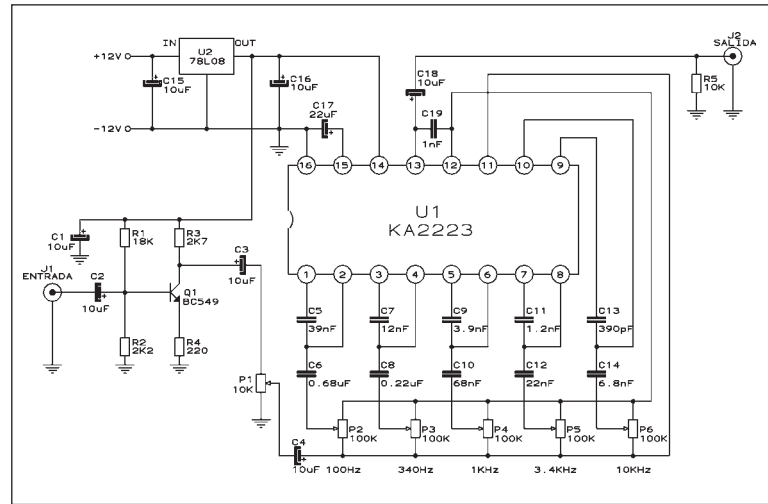 J2
SALIDA
IN
OUT
U2
78L08
+12V
C15
10uF
C16
10uF
C18
10uF
R5
10K
C17
22uF
C19
1nF
-12V
16
15
14
13
12
11
10
9
U1
KA2223
C1
10uF
R1
18K
R3
2K7
C3
10uF
J1
ENTRADA
C2
10uF
Q1
BC549
1
2
3
4
5
6
7
8
C5
39nF
C7
12nF
C9
3.9nF
C11
1.2nF
C13
390pF
R2
2K2
R4
220
C6
0.68uF
C8
0.22uF
C10
68nF
C12
22nF
C14
6.8nF
P1
10K
P2
100K
P3
100K
P4
100K
P5
100K
P6
100K
C4
10uF
100Hz
340Hz
1KHz
3.4KHz
10KHz